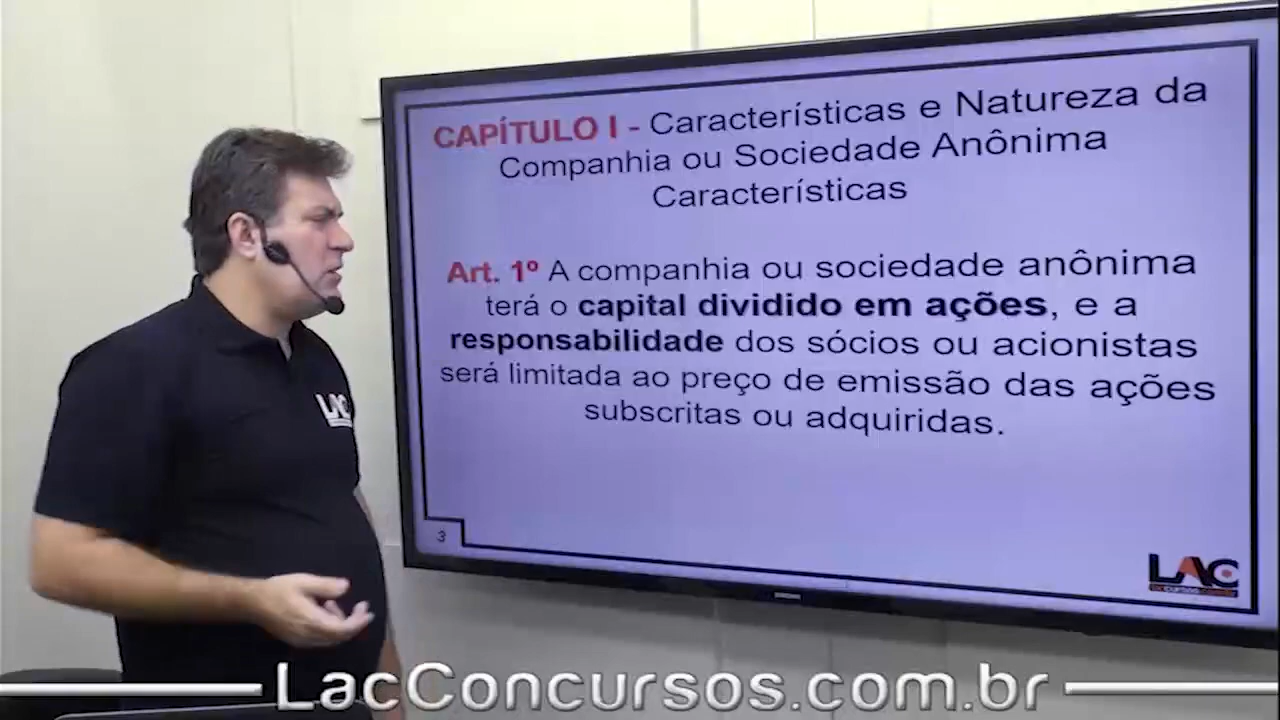 CAPÍTULO I - Características e Natureza da
Companhia ou Sociedade Anônima
Características
Art. 1º A companhia ou sociedade anônima
terá o capital dividido em ações, e a
responsabilidade dos sócios ou acionistas
será limitada ao preço de emissão das ações
subscritas ou adquiridas.
3
LAC
LAC
LacConcursos.com.br